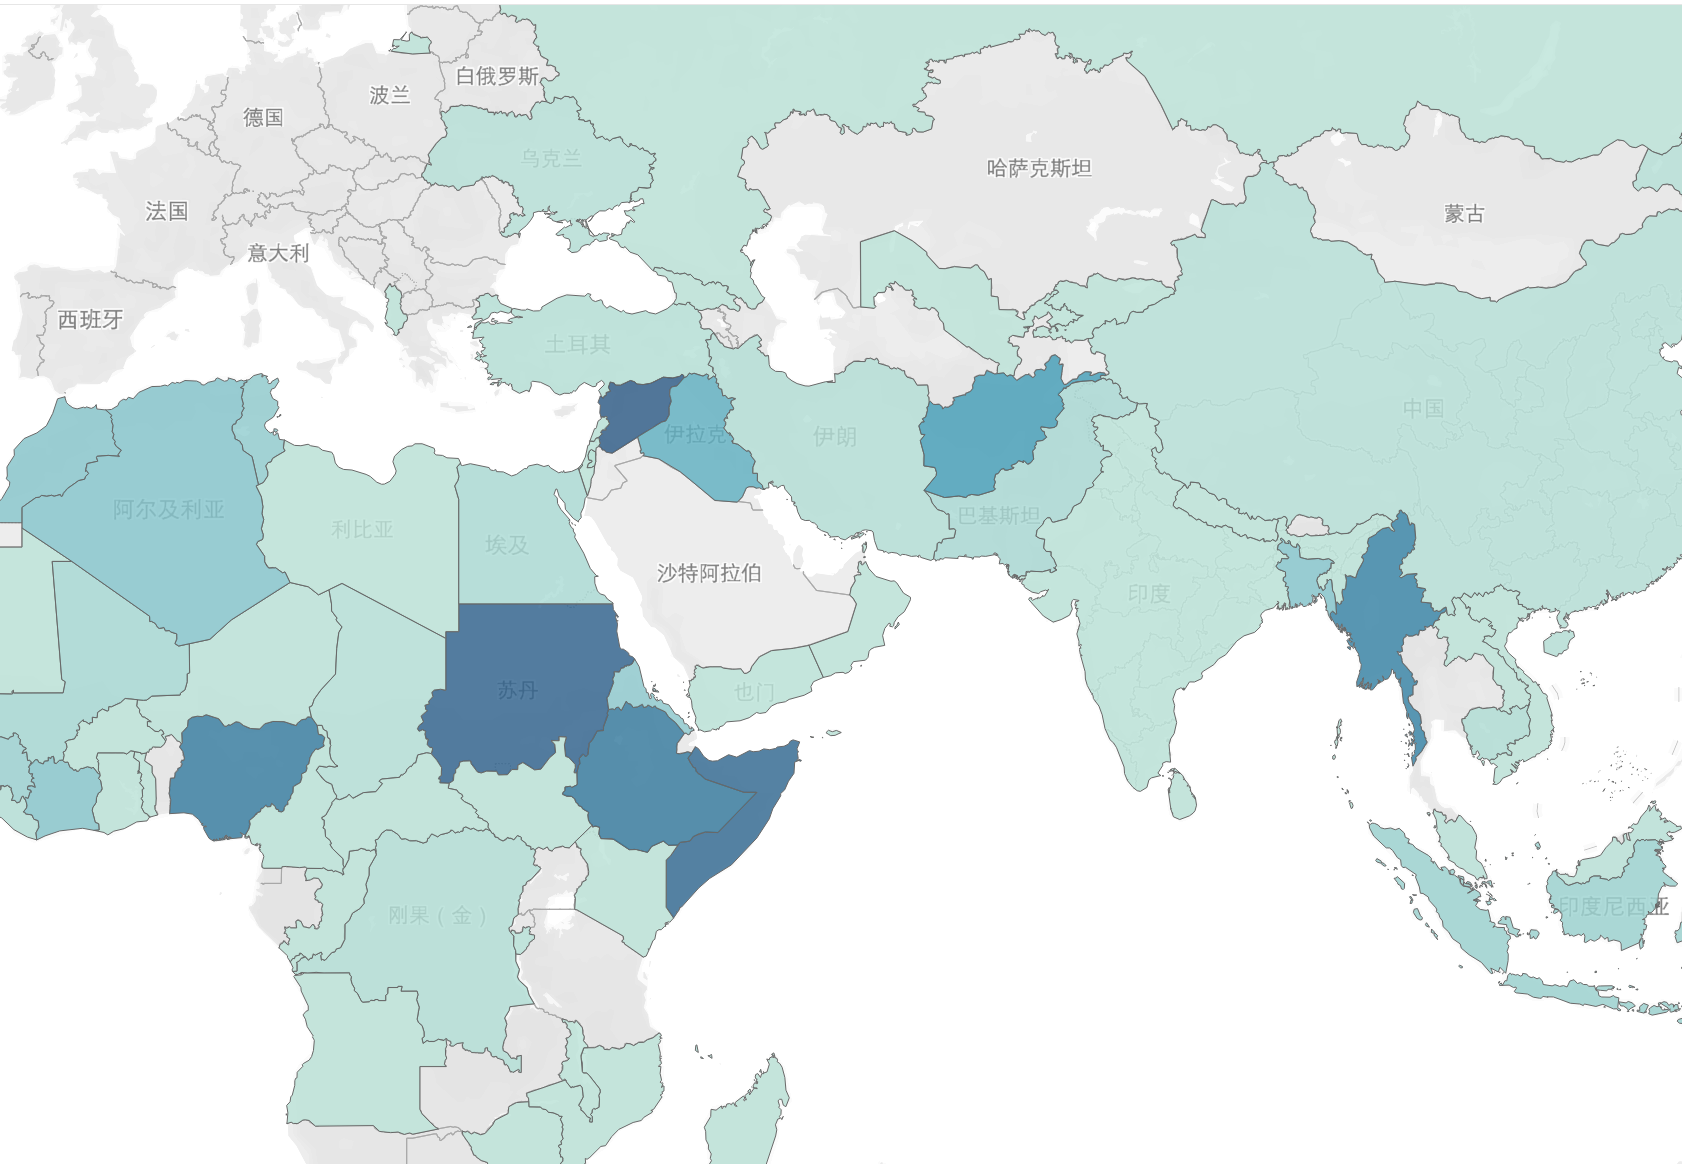 白俄罗斯
波兰
德国
乌克兰
哈萨克斯坦
法国
蒙古
意大利
西班牙
土耳其
中国
伊拉克
伊朗
阿尔及利亚
利比亚
埃及
巴基斯坦
沙特阿拉伯
印度
苏丹
也门
刚果（金）
印度尼西亚